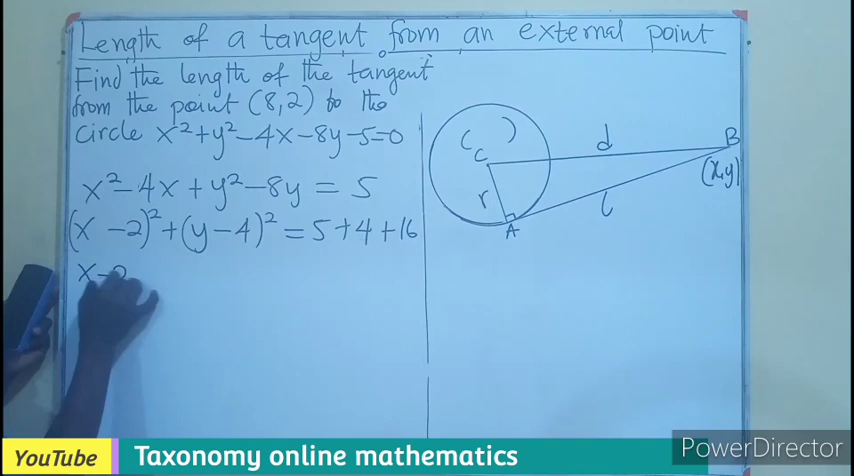 Length of a tangent from an external point
Find the length of the tangent
from the point (8,2) to the
circle x²+y²-4x-8y-5=0
x²-4x+y²-8y=5
(x-2)²+(y-4)²=5+4+16
x-2
( )
C
d
B
(x,y)
r
l
A
YouTube Taxonomy online mathematics
PowerDirector